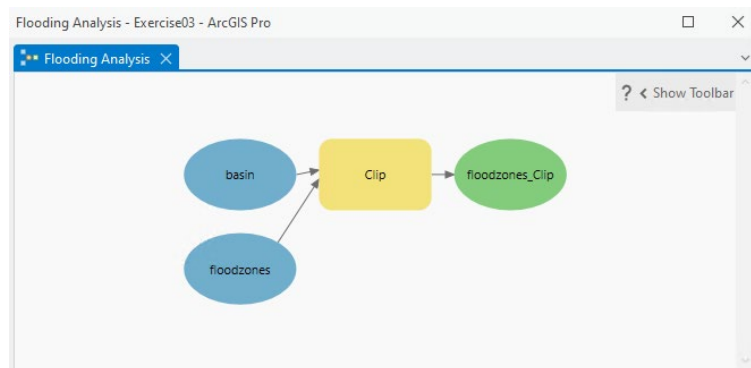 Flooding Analysis - Exercise03 - ArcGIS Pro
Flooding Analysis
? < Show Toolbar
basin
Clip
floodzones_Clip
floodzones